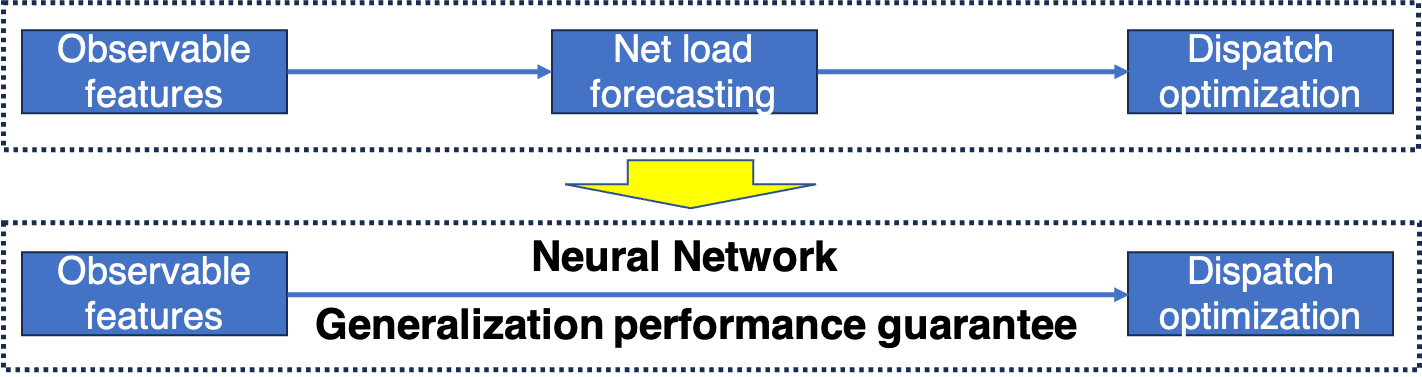 Observable
features
Net load
forecasting
Dispatch
optimization
Observable
features
Neural Network
Generalization performance guarantee
Dispatch
optimization